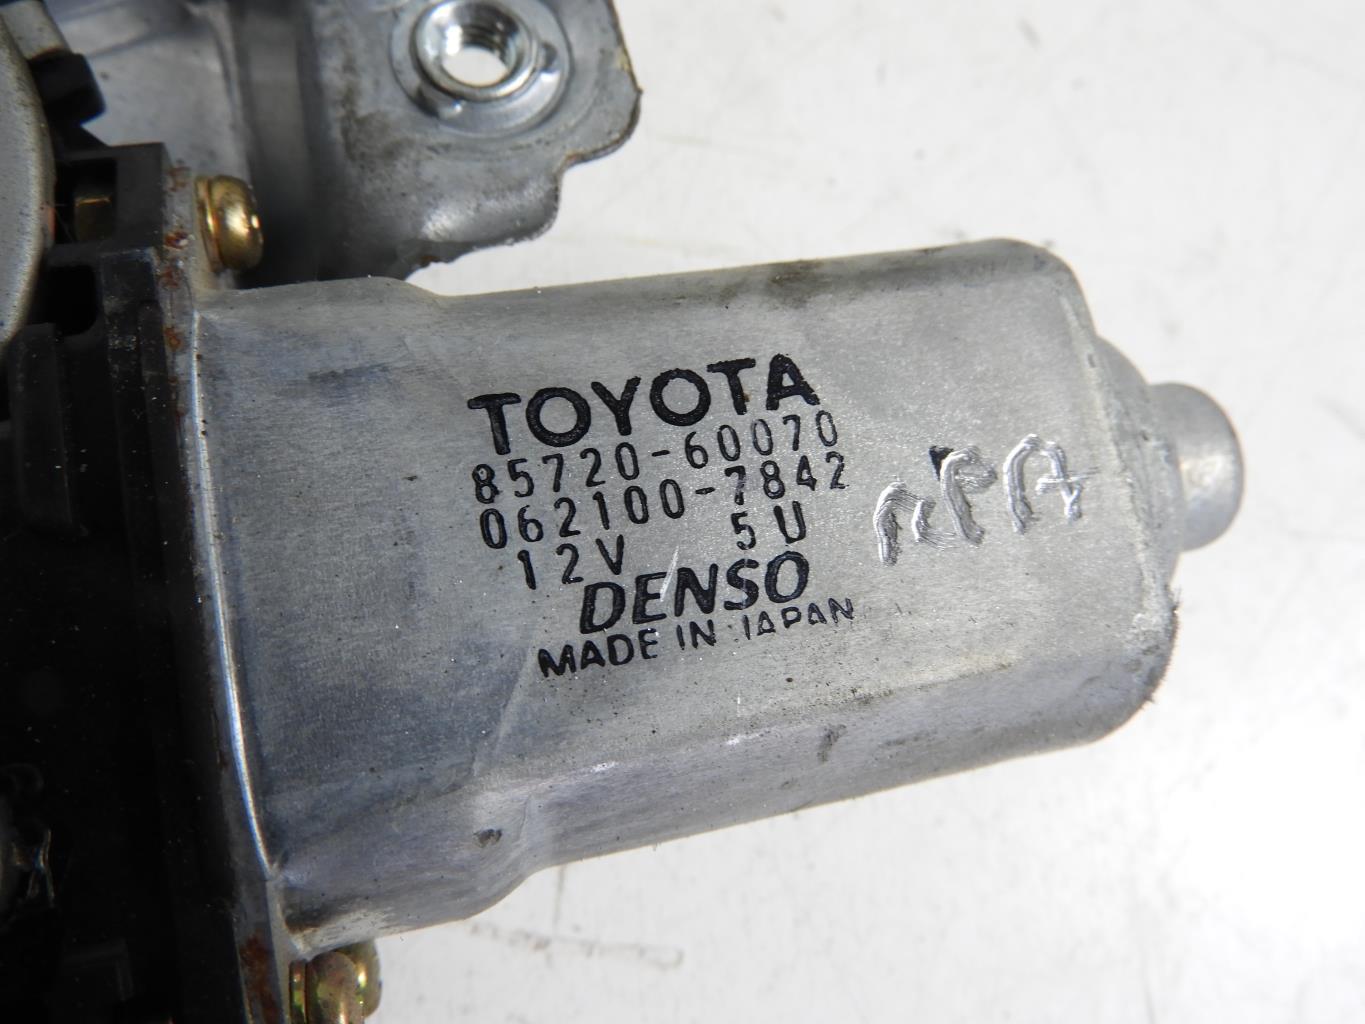 TOYOTA
85720-60070
062100-7842
12V 5U
DENSO
MADE IN JAPAN